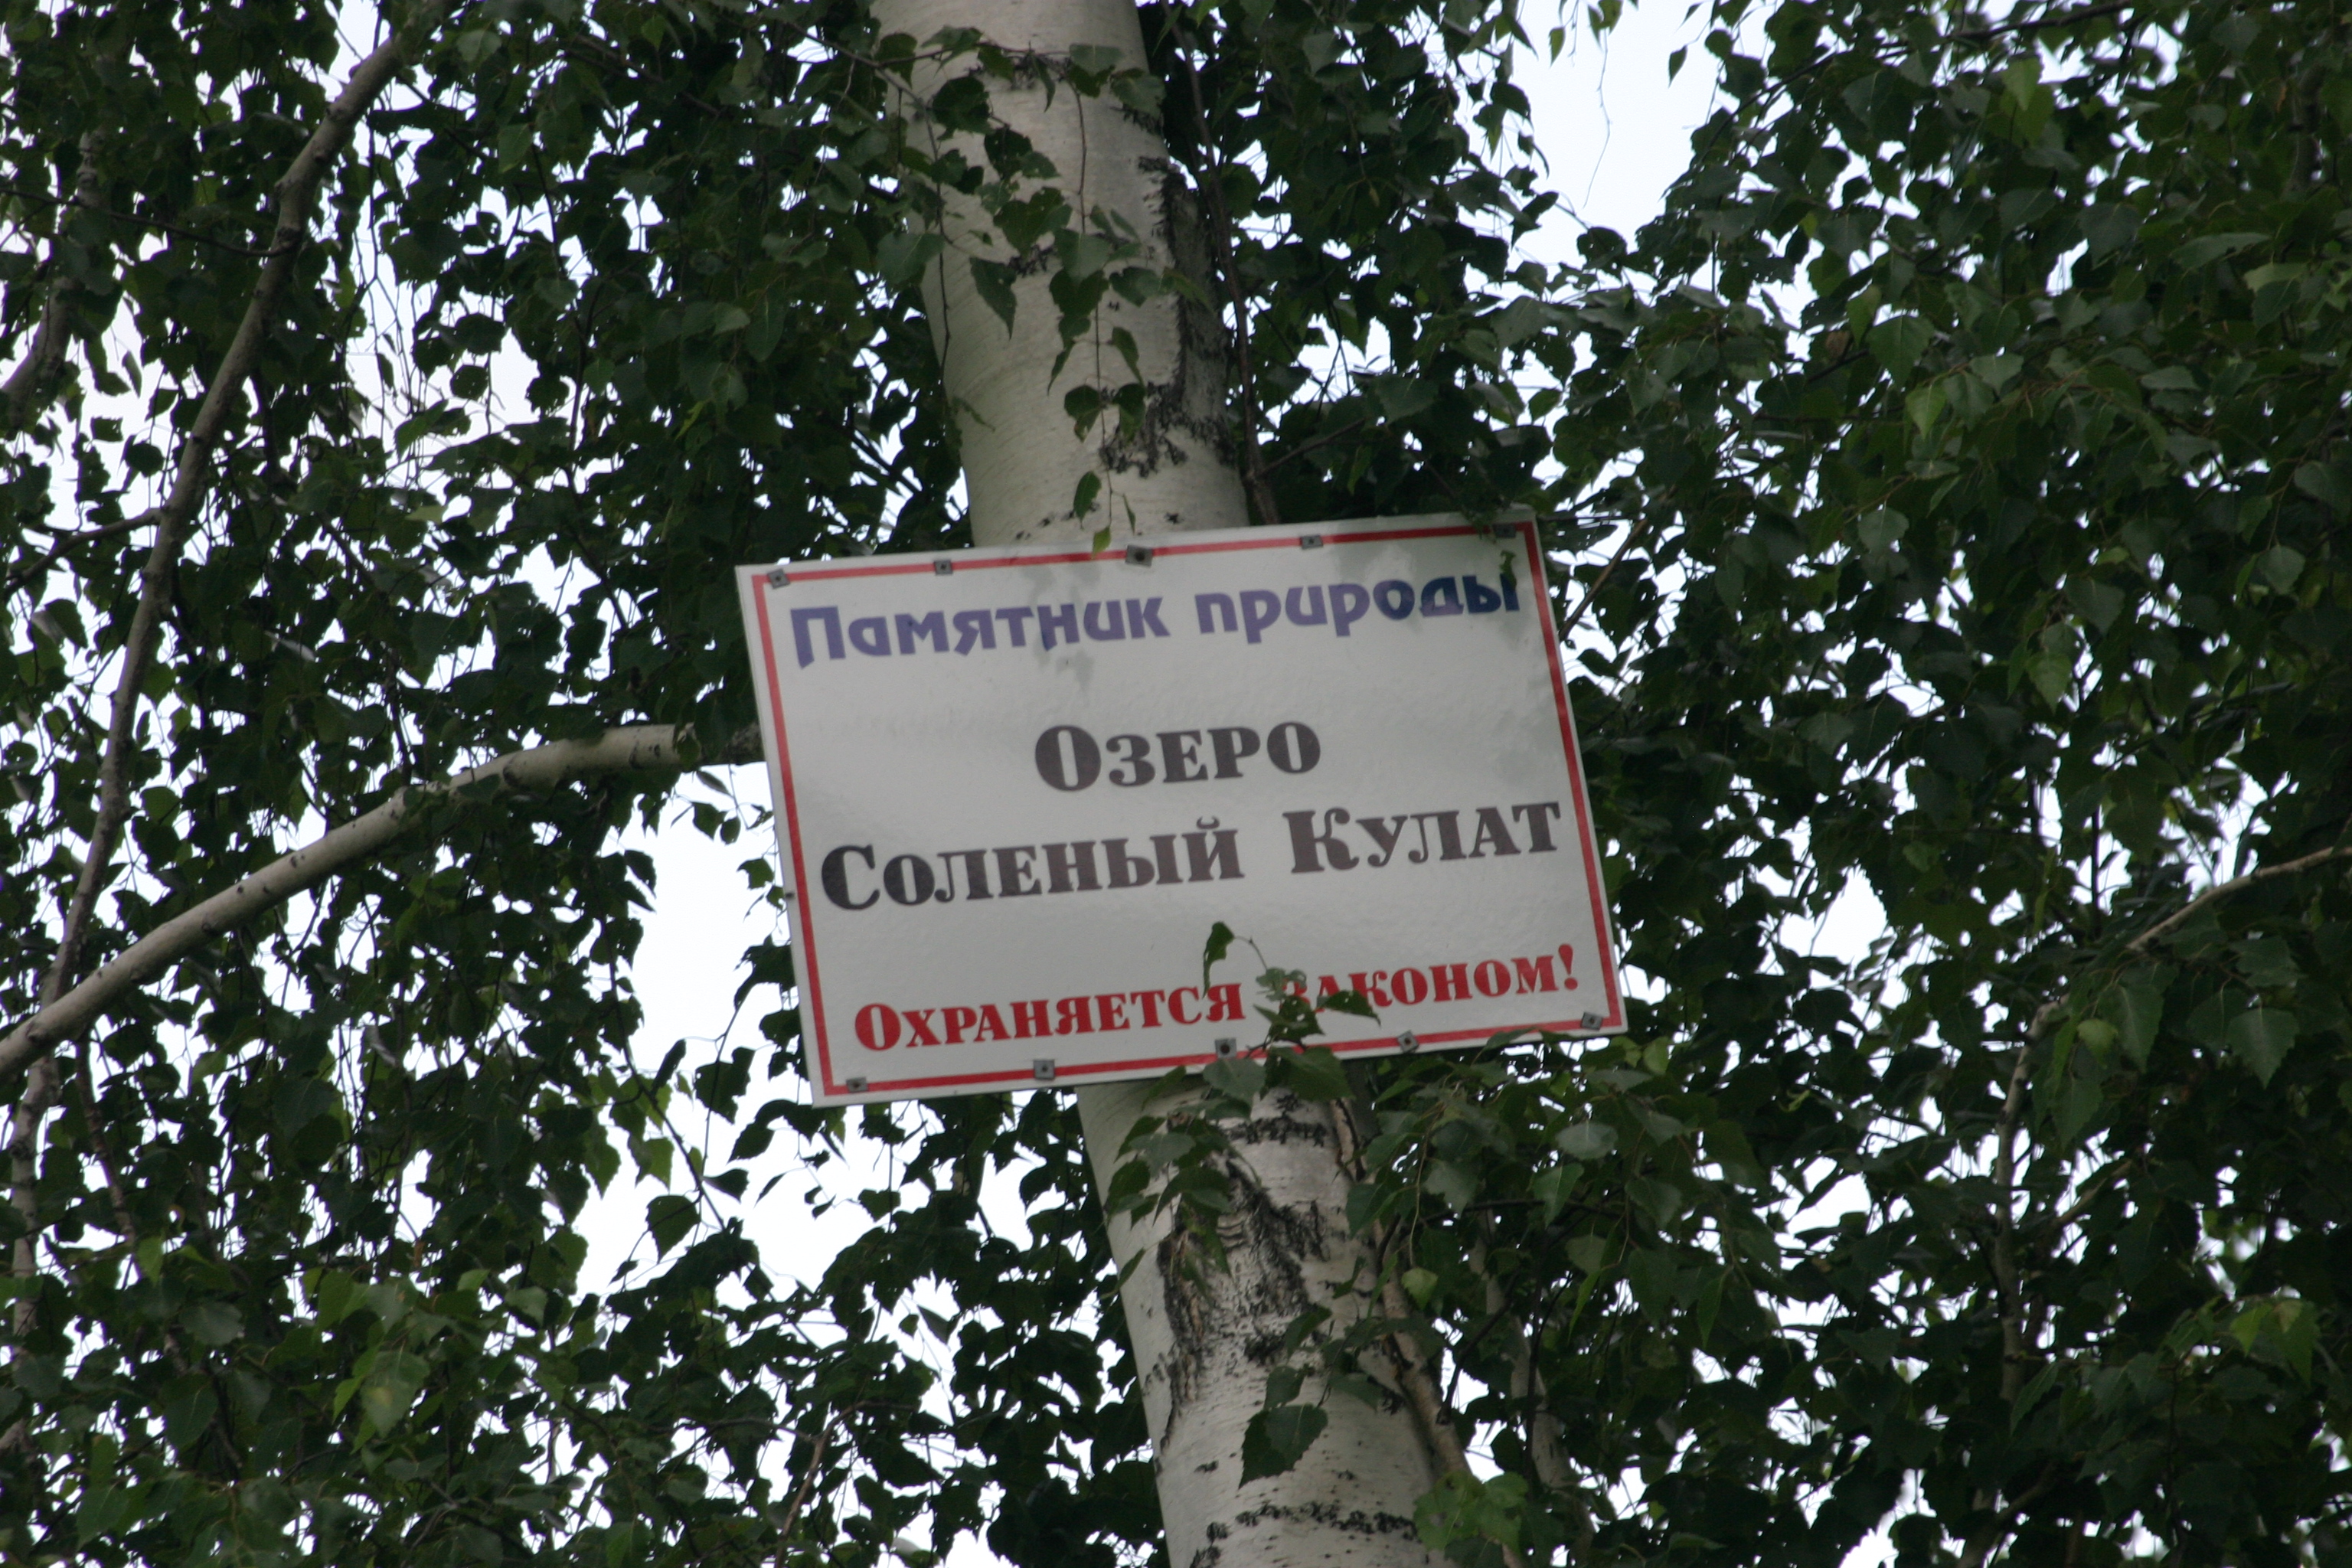 Памятник природы
Озеро
Соленый Кулат
Охраняется законом!